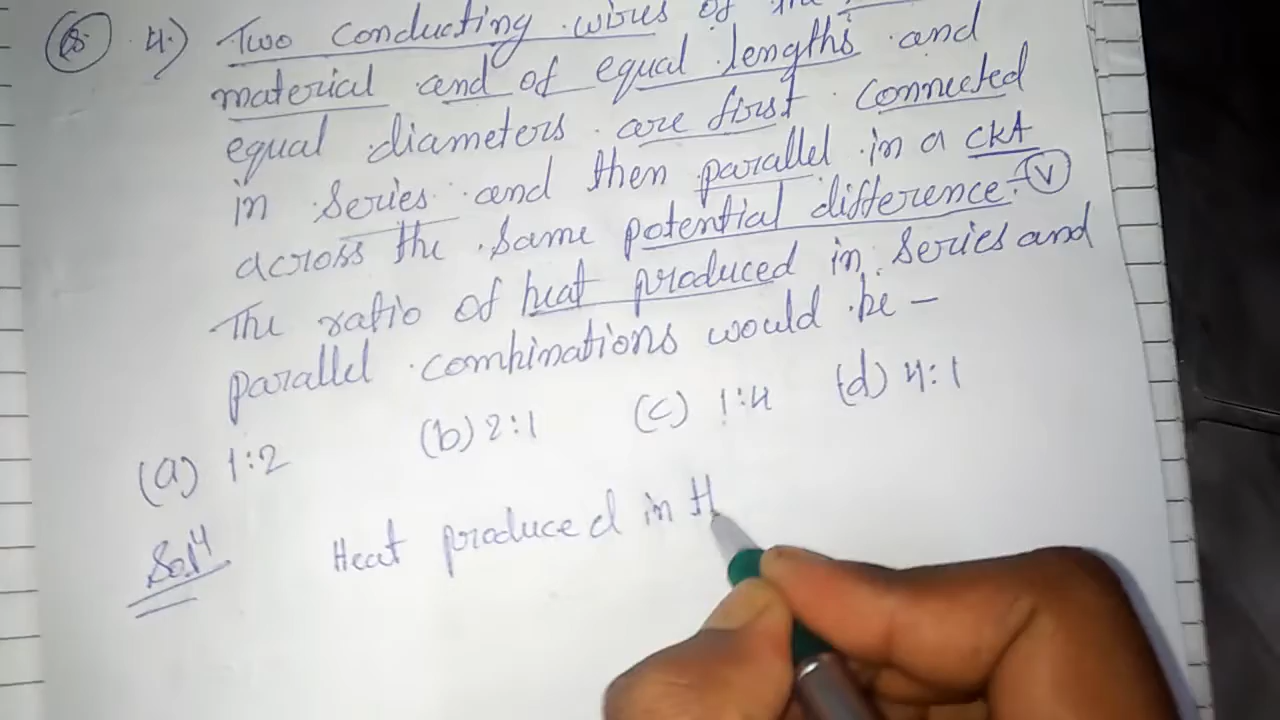 Q 4.) Two conducting wires of the
material and of equal lengths and
equal diameters are first connected
in series and then parallel in a CKt
across the same potential difference. V
The ratio of heat produced in series and
parallel combinations would be –
(a) 1:2 (b) 2:1 (c) 1:4 (d) 4:1
Soln Heat produced in H